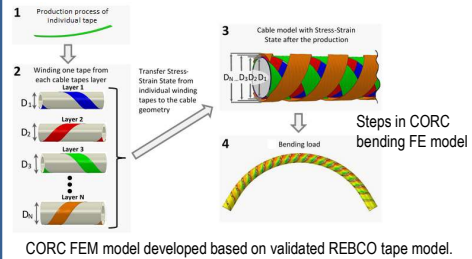 1
Production process of
individual tape
2
Winding one tape from
each cable tapes layer
Layer 1
D1
Layer 2
D2
Layer 3
D3
Layer N
DN
Transfer Stress-
Strain State from
individual winding
tapes to the cable
geometry
3
Cable model with Stress-Strain
State after the production
DN...D3D2D1
Steps in CORC
bending FE model
4
Bending load
CORC FEM model developed based on validated REBCO tape model.